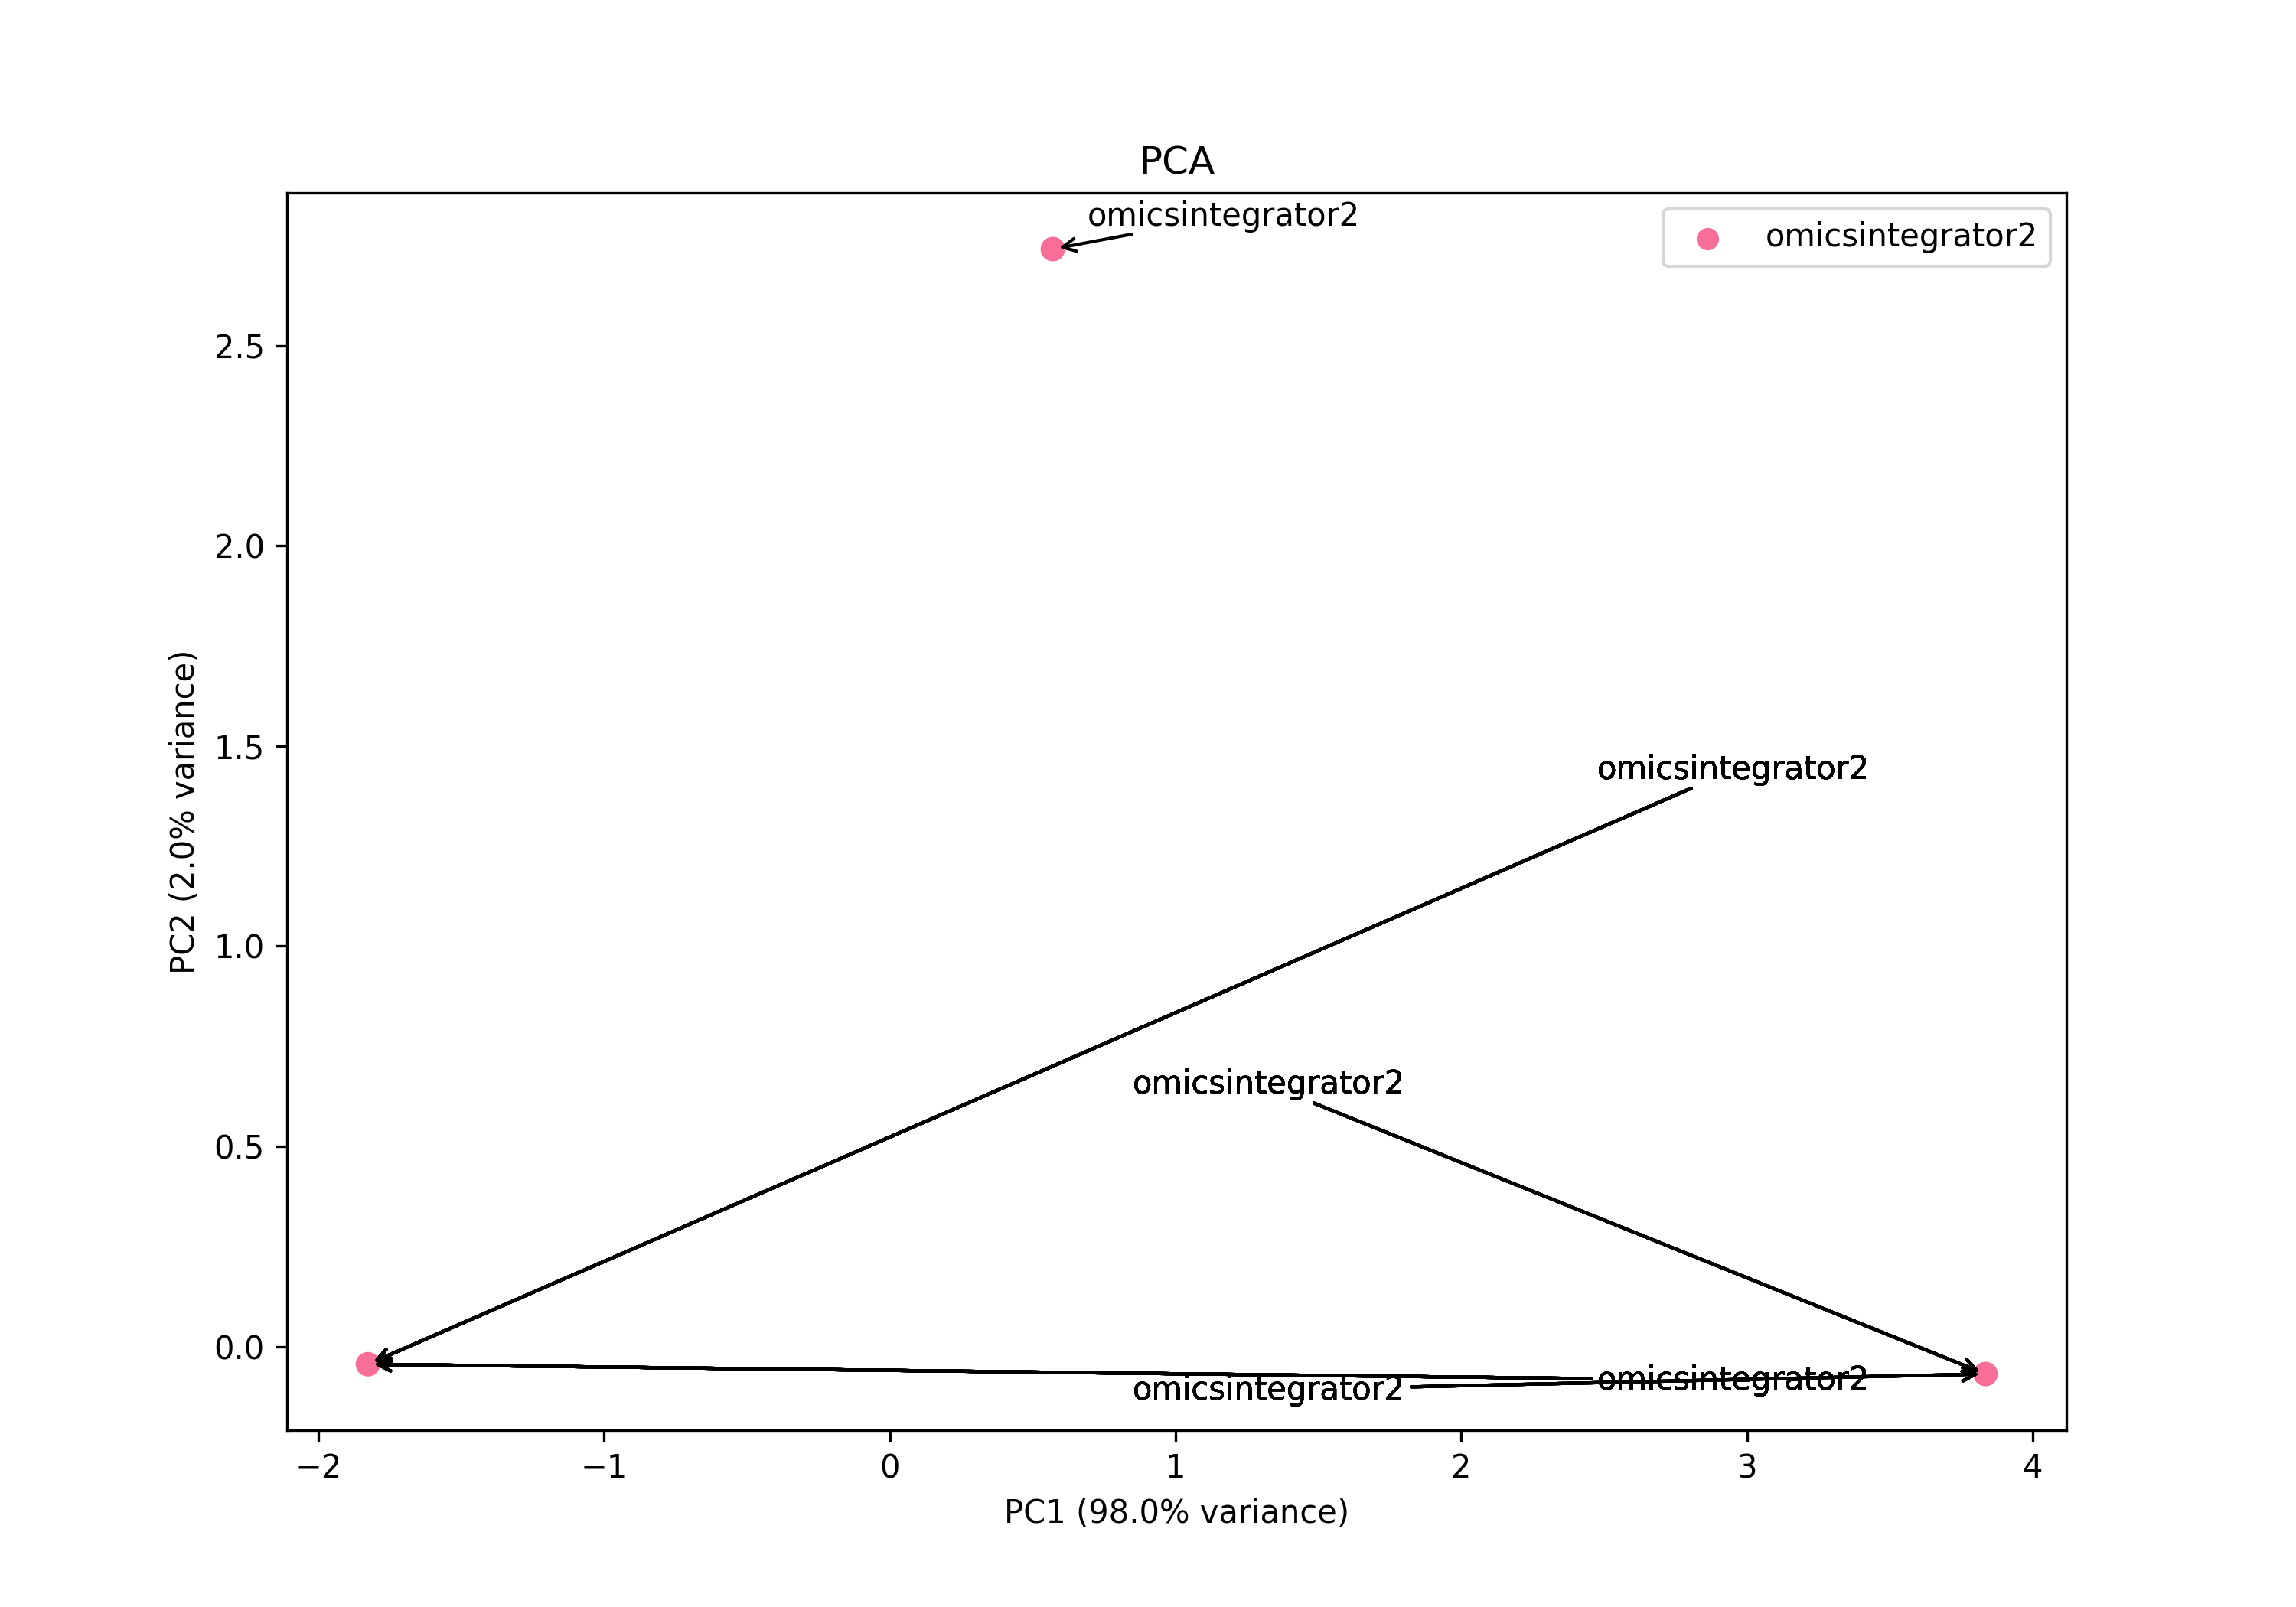 PCA
omicsintegrator2
omicsintegrator2
2.5
2.0
1.5
1.0
0.5
0.0
PC2 (2.0% variance)
omicsintegrator2
omicsintegrator2
omicsintegrator2
omicsintegrator2
−2 −1 0 1 2 3 4
PC1 (98.0% variance)